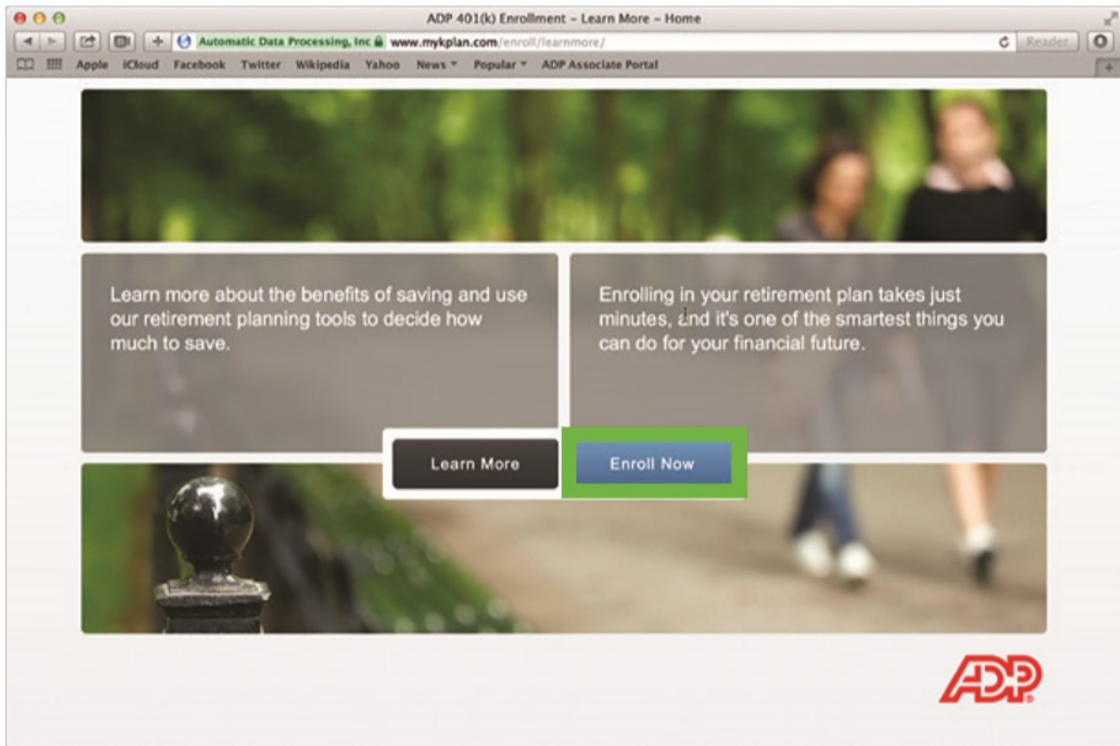 ADP 401(k) Enrollment – Learn More – Home
Automatic Data Processing, Inc www.mykplan.com/enroll/learnmore/
Reader
Apple iCloud Facebook Twitter Wikipedia Yahoo News Popular ADP Associate Portal
Learn more about the benefits of saving and use
our retirement planning tools to decide how
much to save.
Enrolling in your retirement plan takes just
minutes, and it's one of the smartest things you
can do for your financial future.
Learn More
Enroll Now
ADP